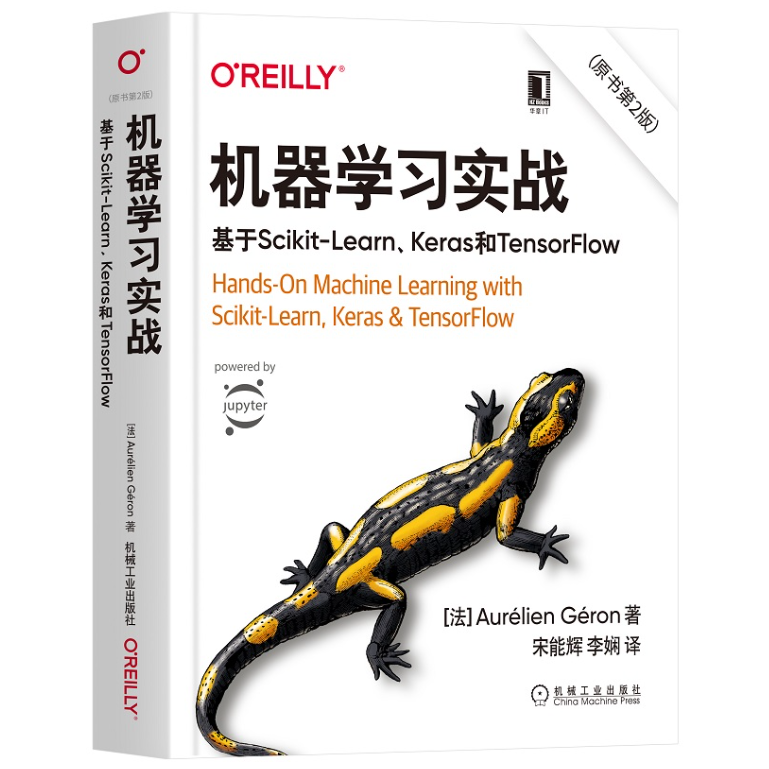 O'REILLY®
华章IT
(原书第2版)
机器学习实战
基于Scikit-Learn、Keras和TensorFlow
Hands-On Machine Learning with
Scikit-Learn, Keras & TensorFlow
powered by
jupyter
[法] Aurélien Géron 著
宋能辉 李娴 译
机械工业出版社
China Machine Press
(原书第2版)
机器学习实战
基于Scikit-Learn、Keras和TensorFlow
[法] Aurélien Géron 著
机械工业出版社
O'REILLY